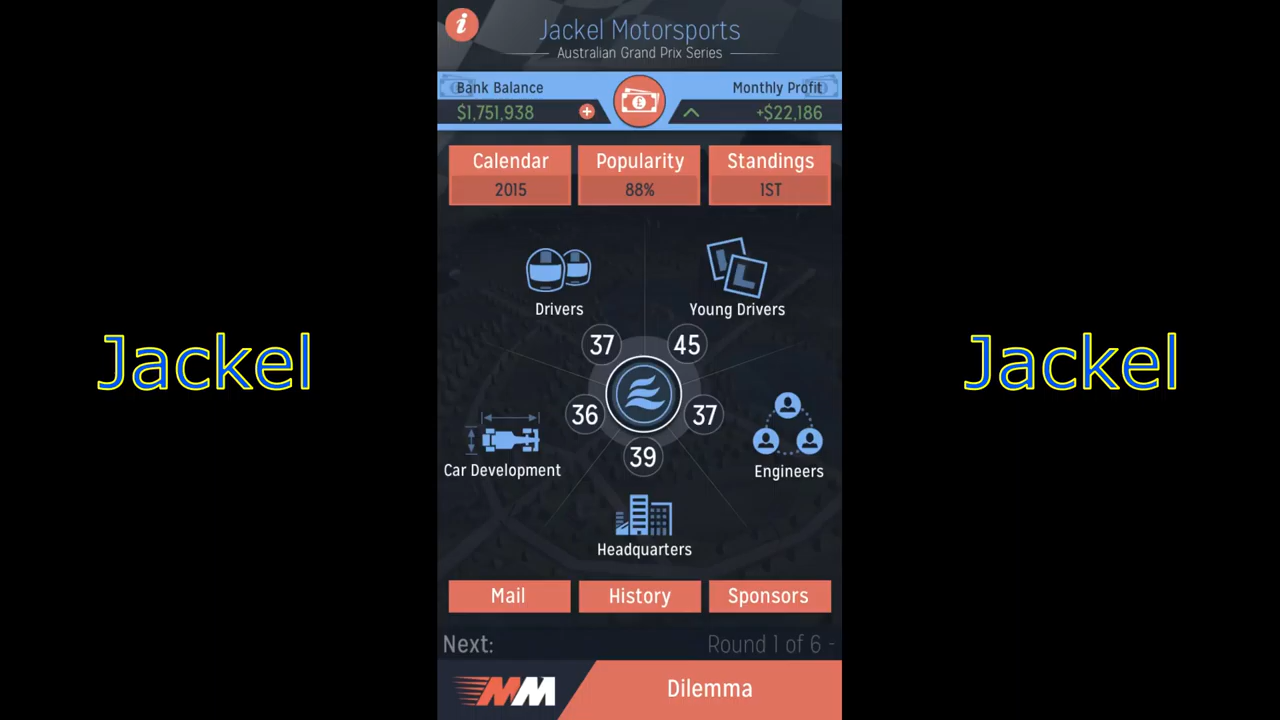 i
Jackel Motorsports
Australian Grand Prix Series
Bank Balance
Monthly Profit
$1,751,938
+
£
+$22,186
Calendar
Popularity
Standings
2015
88%
1ST
Drivers
Young Drivers
L
37
45
Jackel
Jackel
36
37
39
Car Development
Engineers
Headquarters
Mail
History
Sponsors
Next:
Round 1 of 6 -
MM
Dilemma